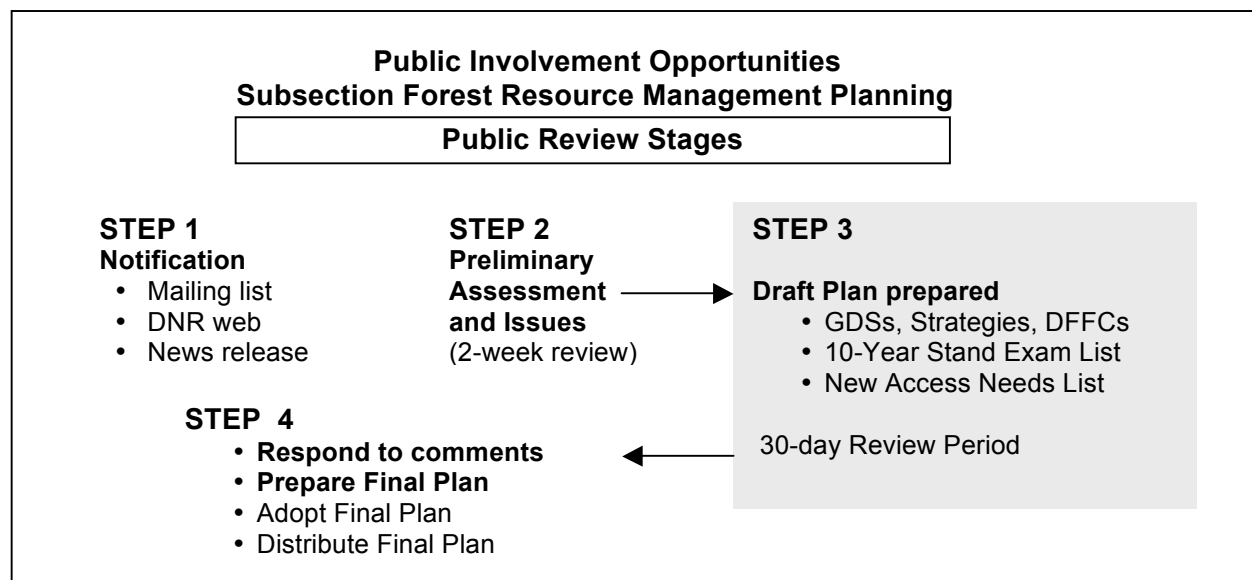 Public Involvement Opportunities
Subsection Forest Resource Management Planning
Public Review Stages
STEP 1
Notification
• Mailing list
• DNR web
• News release
STEP 2
Preliminary
Assessment
and Issues
(2-week review)
STEP 3
Draft Plan prepared
• GDSs, Strategies, DFFCs
• 10-Year Stand Exam List
• New Access Needs List
30-day Review Period
STEP 4
• Respond to comments
• Prepare Final Plan
• Adopt Final Plan
• Distribute Final Plan